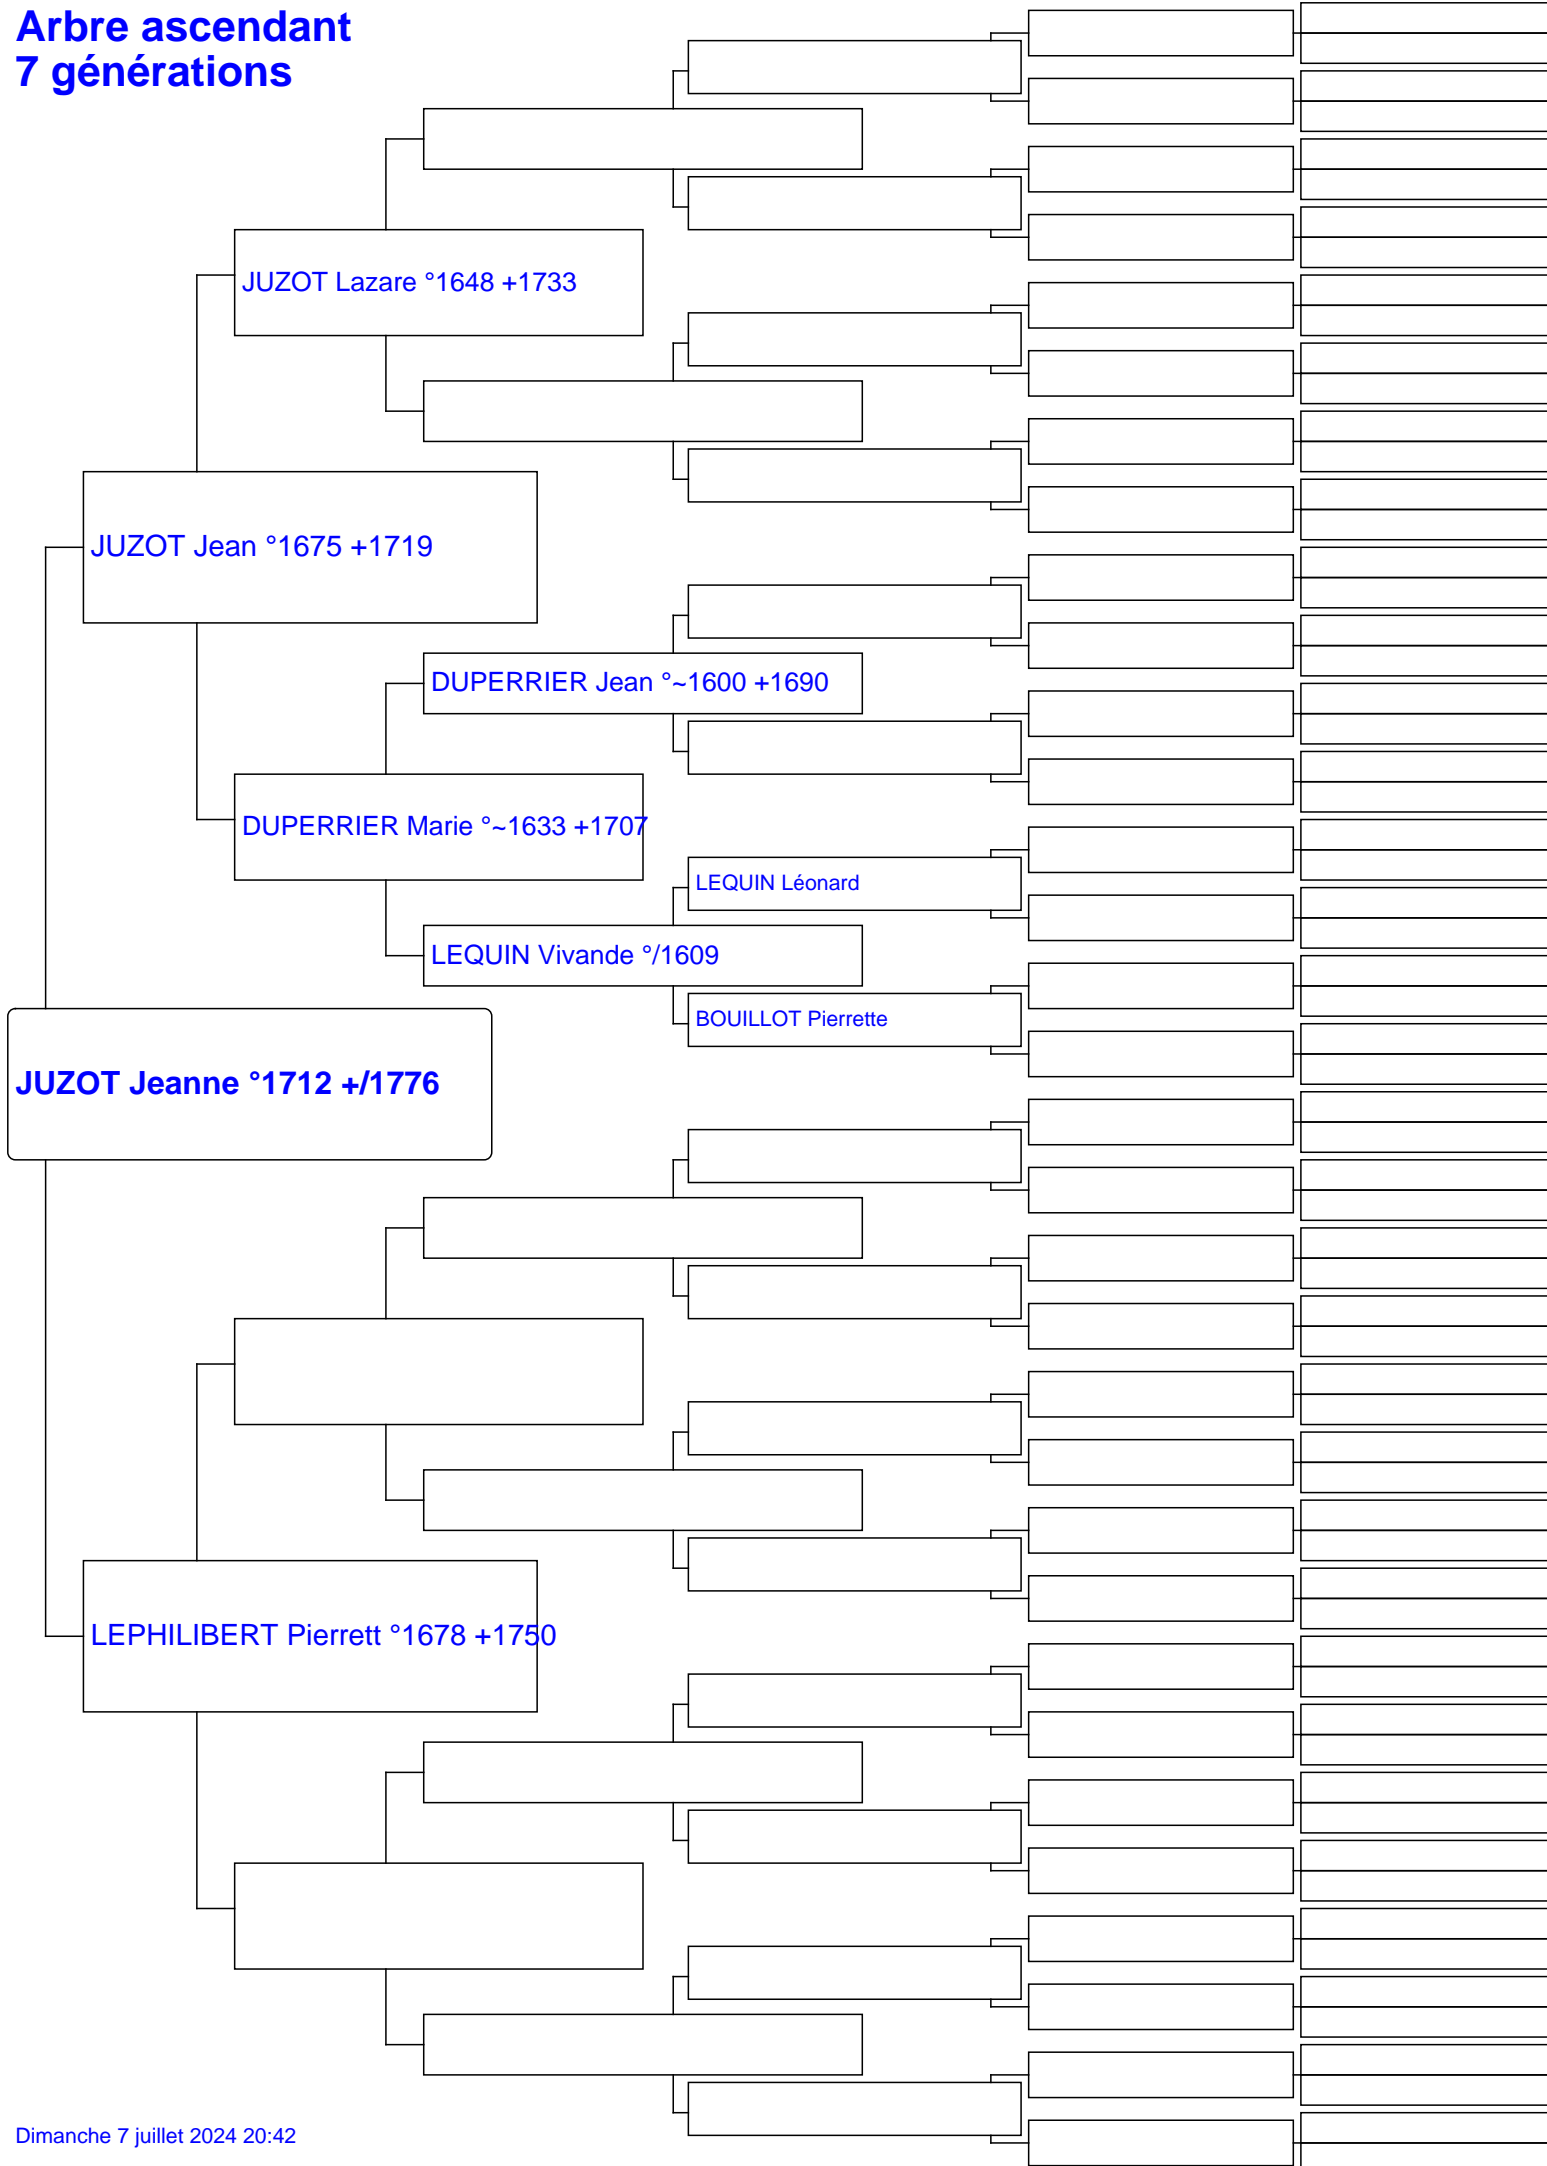 Arbre ascendant
7 générations
JUZOT Lazare °1648 +1733
JUZOT Jean °1675 +1719
DUPERRIER Jean °~1600 +1690
DUPERRIER Marie °~1633 +1707
LEQUIN Léonard
LEQUIN Vivande °/1609
BOUILLOT Pierrette
JUZOT Jeanne °1712 +/1776
LEPHILIBERT Pierrett °1678 +1750
Dimanche 7 juillet 2024 20:42